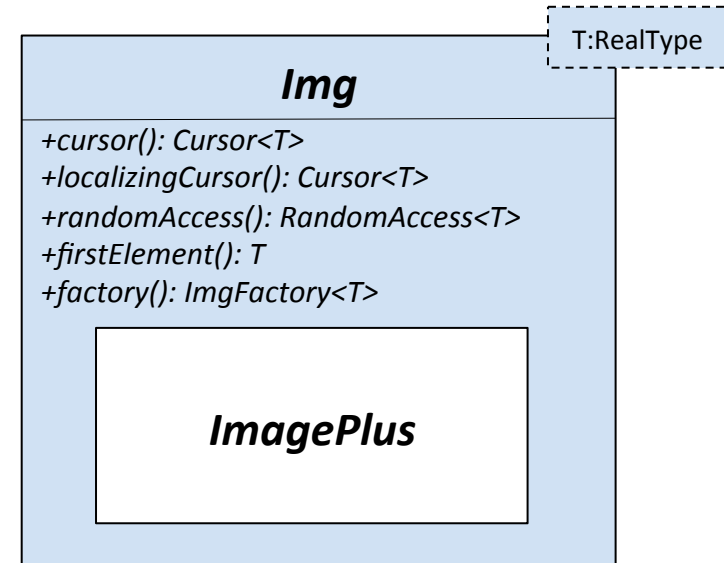 T:RealType
Img
+cursor(): Cursor<T>
+localizingCursor(): Cursor<T>
+randomAccess(): RandomAccess<T>
+firstElement(): T
+factory(): ImgFactory<T>
ImagePlus